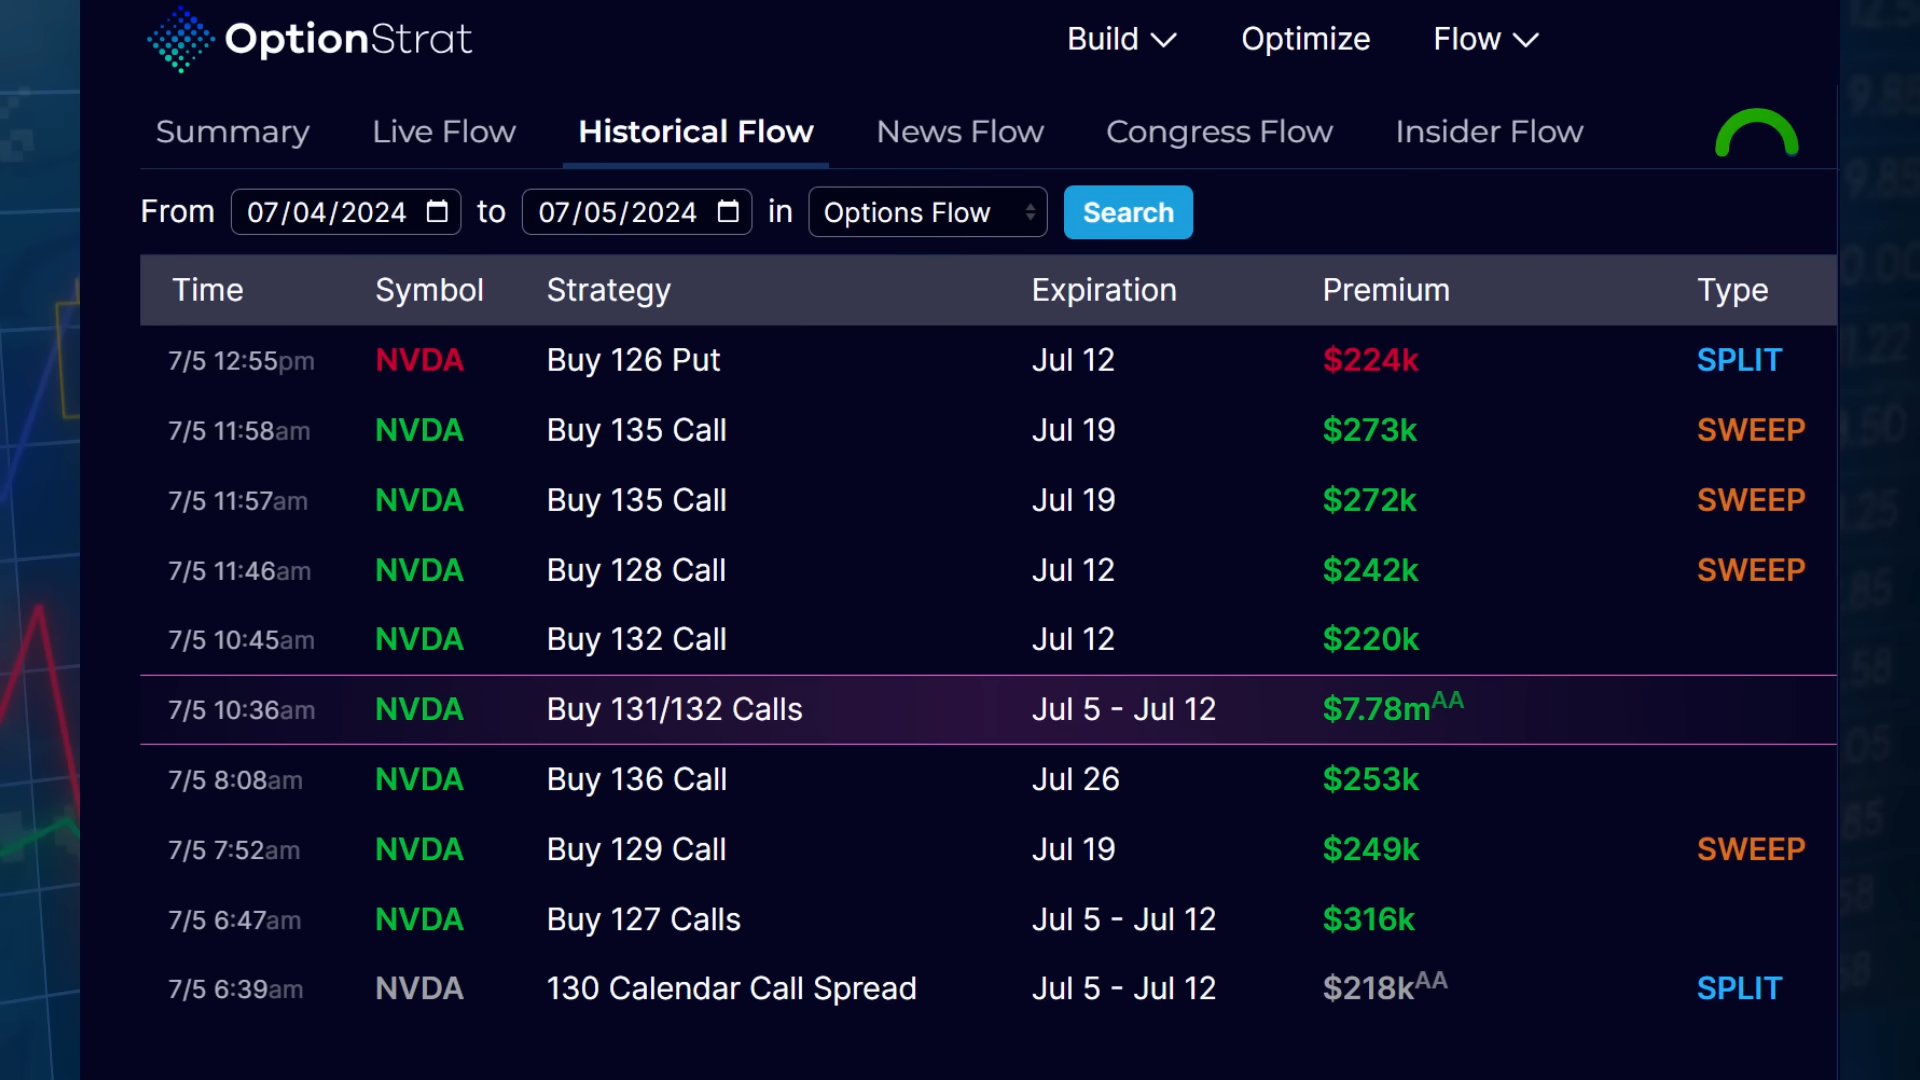 OptionStrat Build Optimize Flow
Summary Live Flow Historical Flow News Flow Congress Flow Insider Flow
From 07/04/2024 to 07/05/2024 in Options Flow Search
Time Symbol Strategy Expiration Premium Type
7/5 12:55pm NVDA Buy 126 Put Jul 12 $224k SPLIT
7/5 11:58am NVDA Buy 135 Call Jul 19 $273k SWEEP
7/5 11:57am NVDA Buy 135 Call Jul 19 $272k SWEEP
7/5 11:46am NVDA Buy 128 Call Jul 12 $242k SWEEP
7/5 10:45am NVDA Buy 132 Call Jul 12 $220k
7/5 10:36am NVDA Buy 131/132 Calls Jul 5 - Jul 12 $7.78mAA
7/5 8:08am NVDA Buy 136 Call Jul 26 $253k
7/5 7:52am NVDA Buy 129 Call Jul 19 $249k SWEEP
7/5 6:47am NVDA Buy 127 Calls Jul 5 - Jul 12 $316k
7/5 6:39am NVDA 130 Calendar Call Spread Jul 5 - Jul 12 $218kAA SPLIT